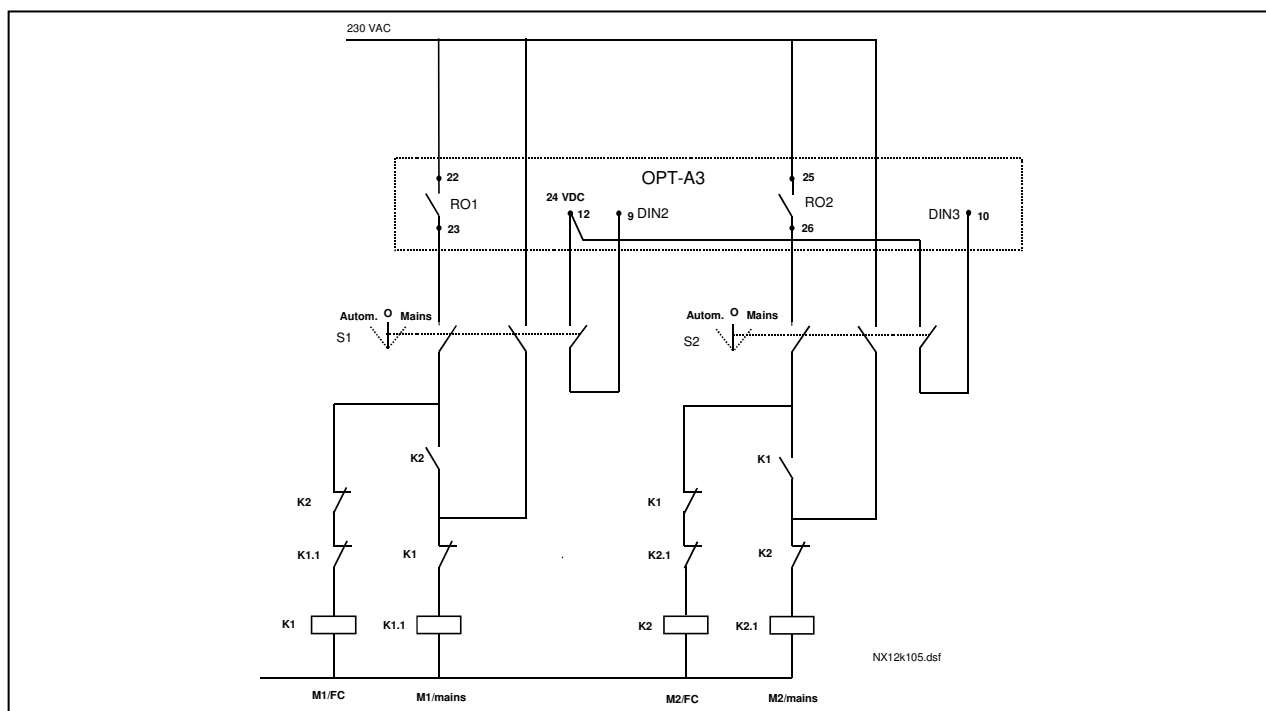 230 VAC
OPT-A3
22
RO1
23
24 VDC
12
9 DIN2
25
RO2
26
DIN3 10
Autom. O Mains
S1
Autom. O Mains
S2
K2
K1
K2
K1
K1.1
K1
K2.1
K2
K1
K1.1
K2
K2.1
NX12k105.dsf
M1/FC
M1/mains
M2/FC
M2/mains